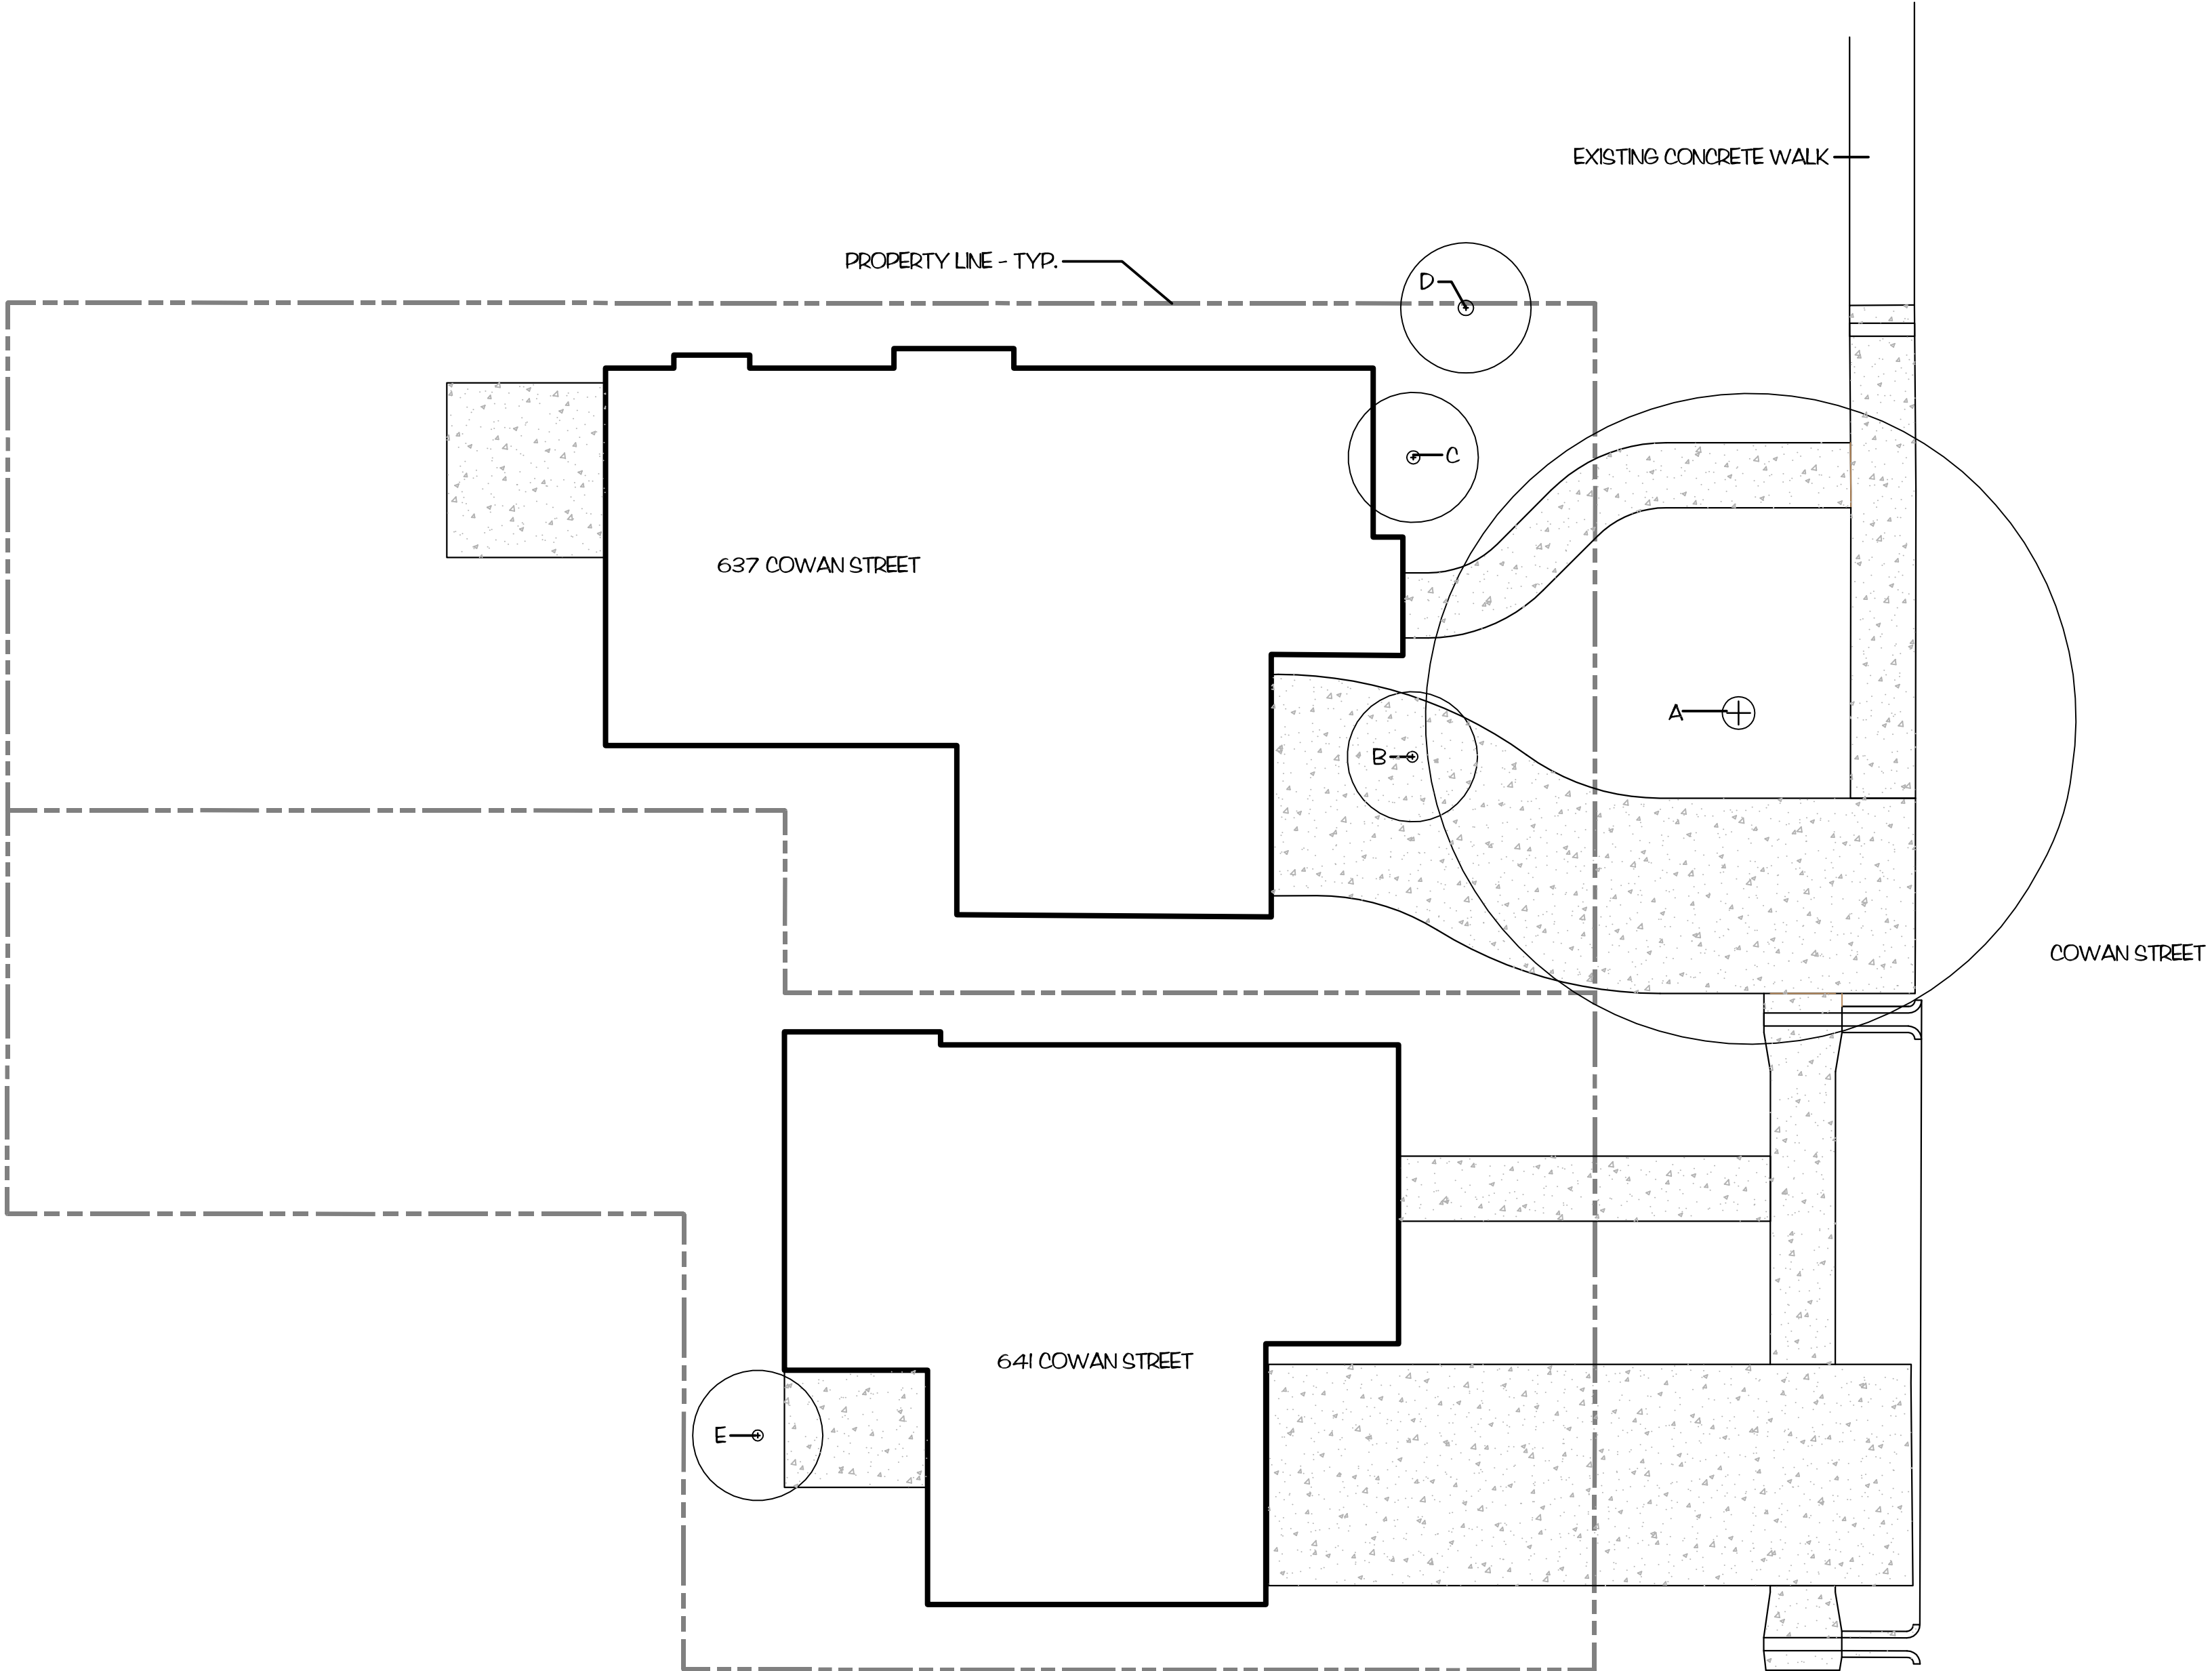 EXISTING CONCRETE WALK
PROPERTY LINE - TYP.
D
C
637 COWAN STREET
A
B
COWAN STREET
641 COWAN STREET
E